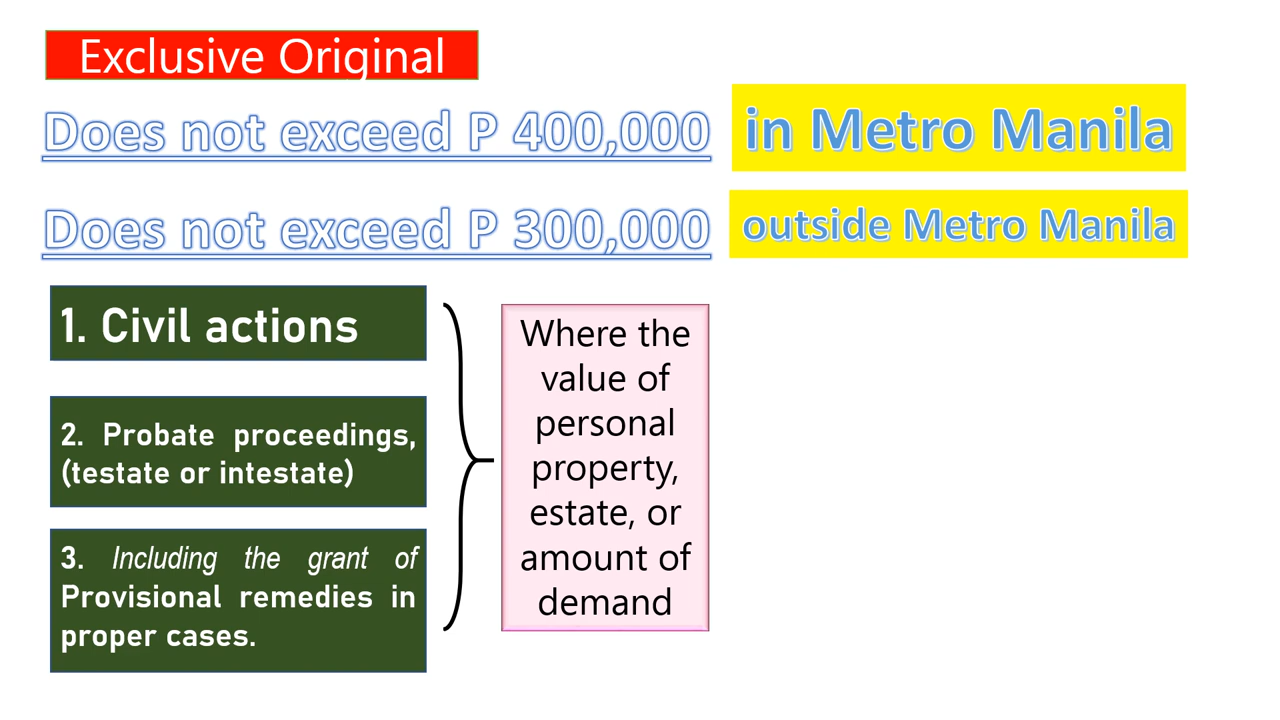 Exclusive Original
Does not exceed P 400,000 in Metro Manila
Does not exceed P 300,000 outside Metro Manila
1. Civil actions
2. Probate proceedings,
(testate or intestate)
3. Including the grant of
Provisional remedies in
proper cases.
Where the
value of
personal
property,
estate, or
amount of
demand